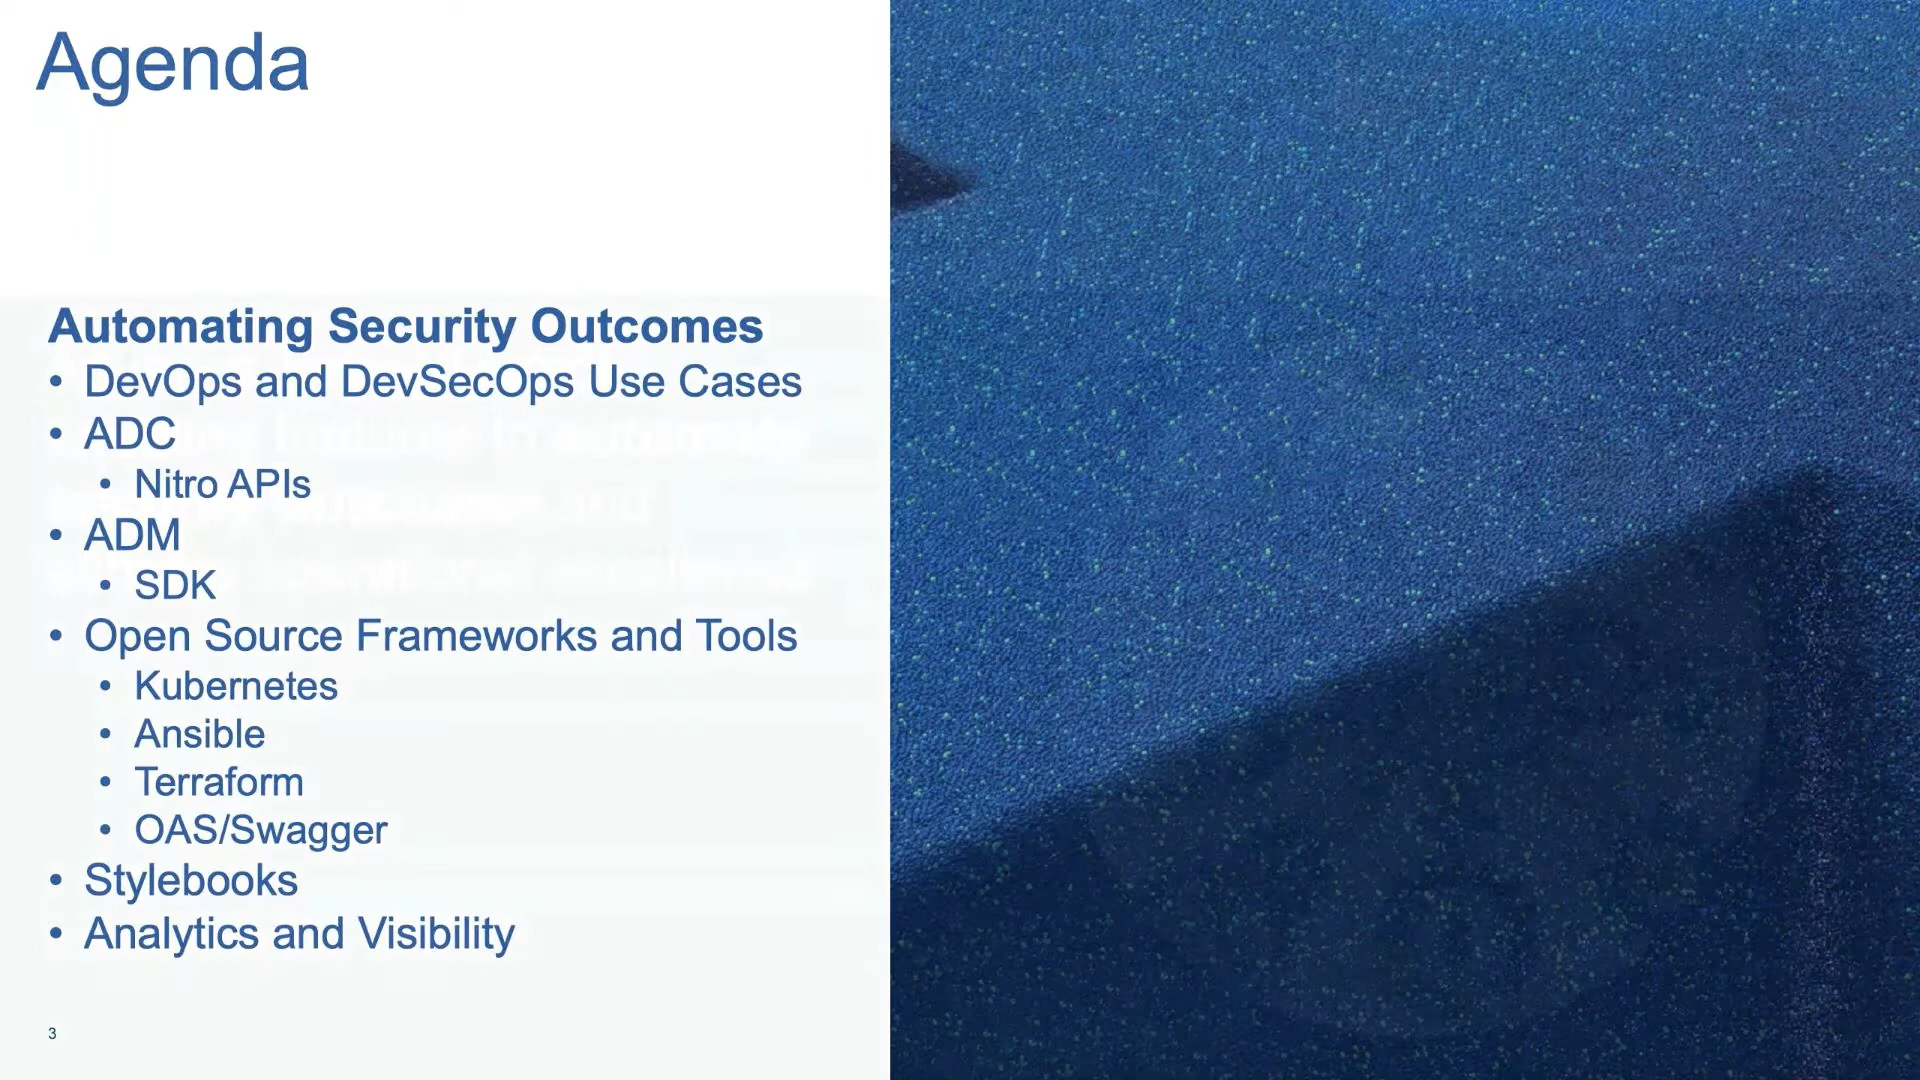 Agenda
Automating Security Outcomes
• DevOps and DevSecOps Use Cases
• ADC
• Nitro APIs
• ADM
• SDK
• Open Source Frameworks and Tools
• Kubernetes
• Ansible
• Terraform
• OAS/Swagger
• Stylebooks
• Analytics and Visibility
3